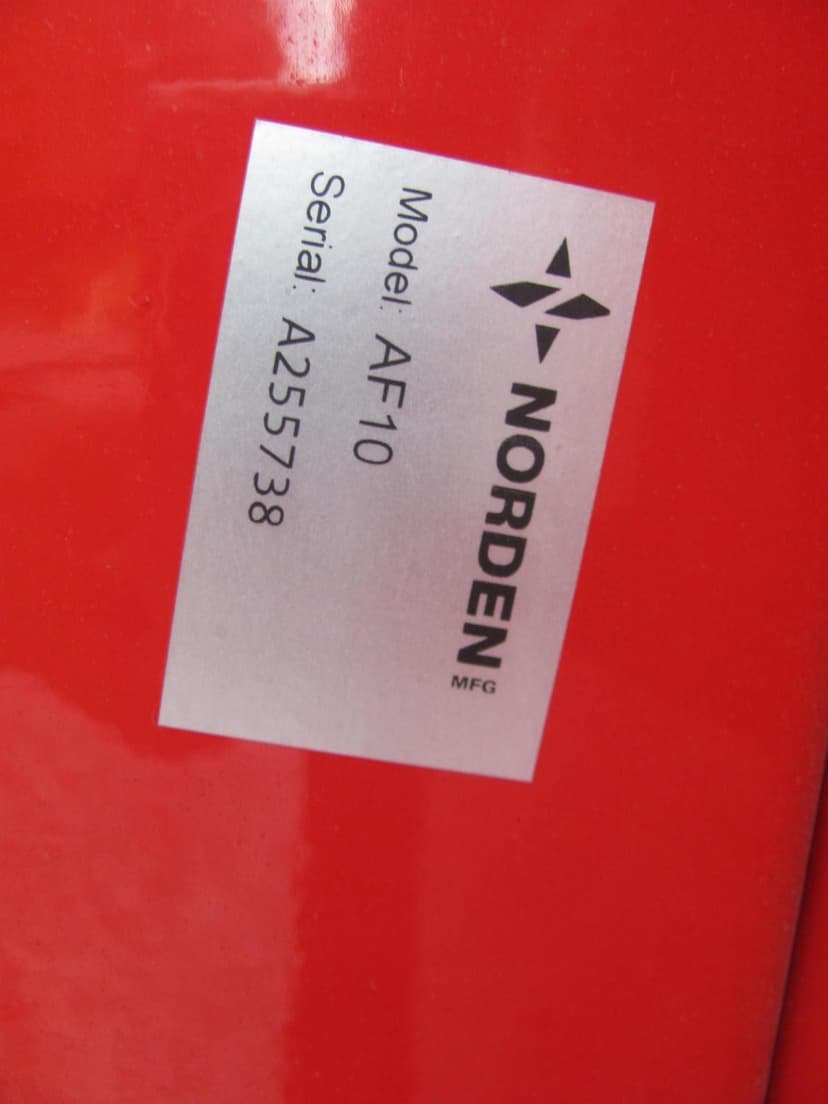 NORDEN
MFG
Model: AF10
Serial: A255738